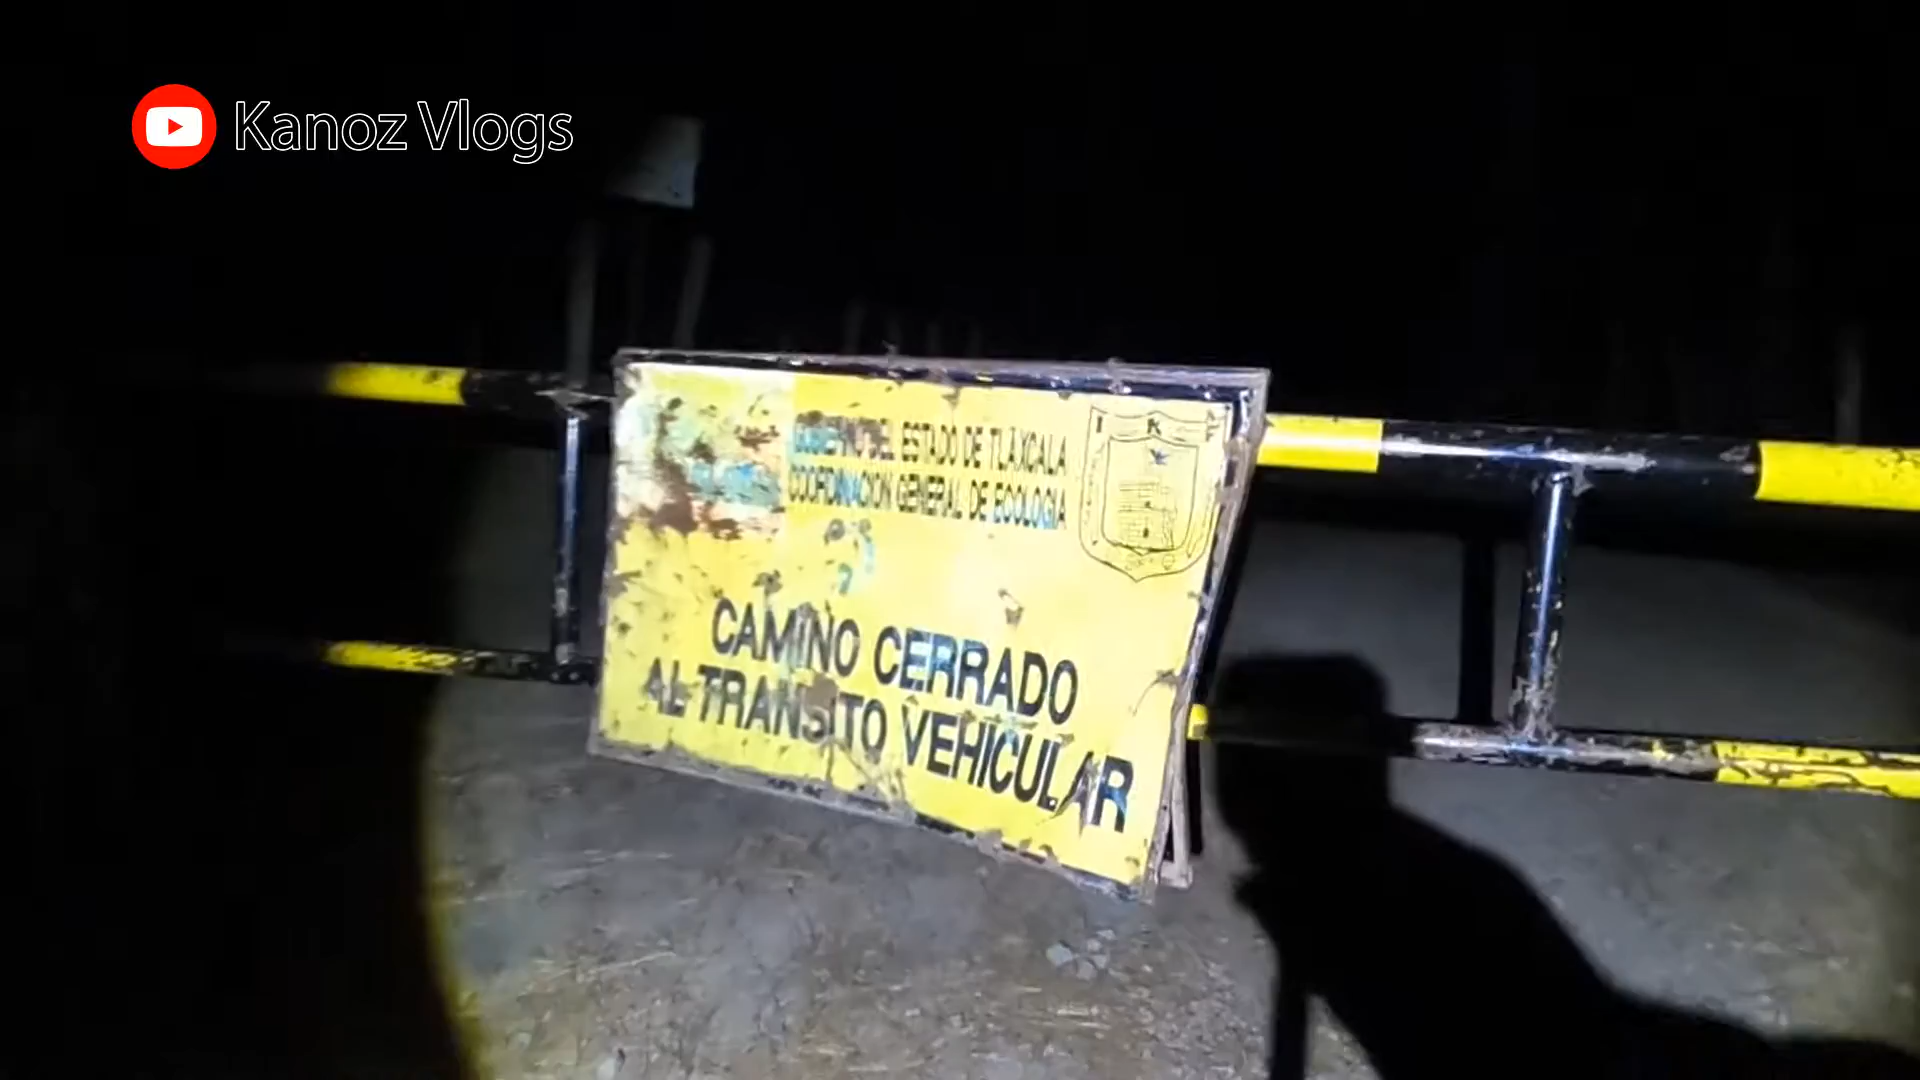 Kanoz Vlogs
GOBIERNO DEL ESTADO DE TLAXCALA
COORDINACION GENERAL DE ECOLOGIA
I K F
CAMINO CERRADO
AL TRANSITO VEHICULAR